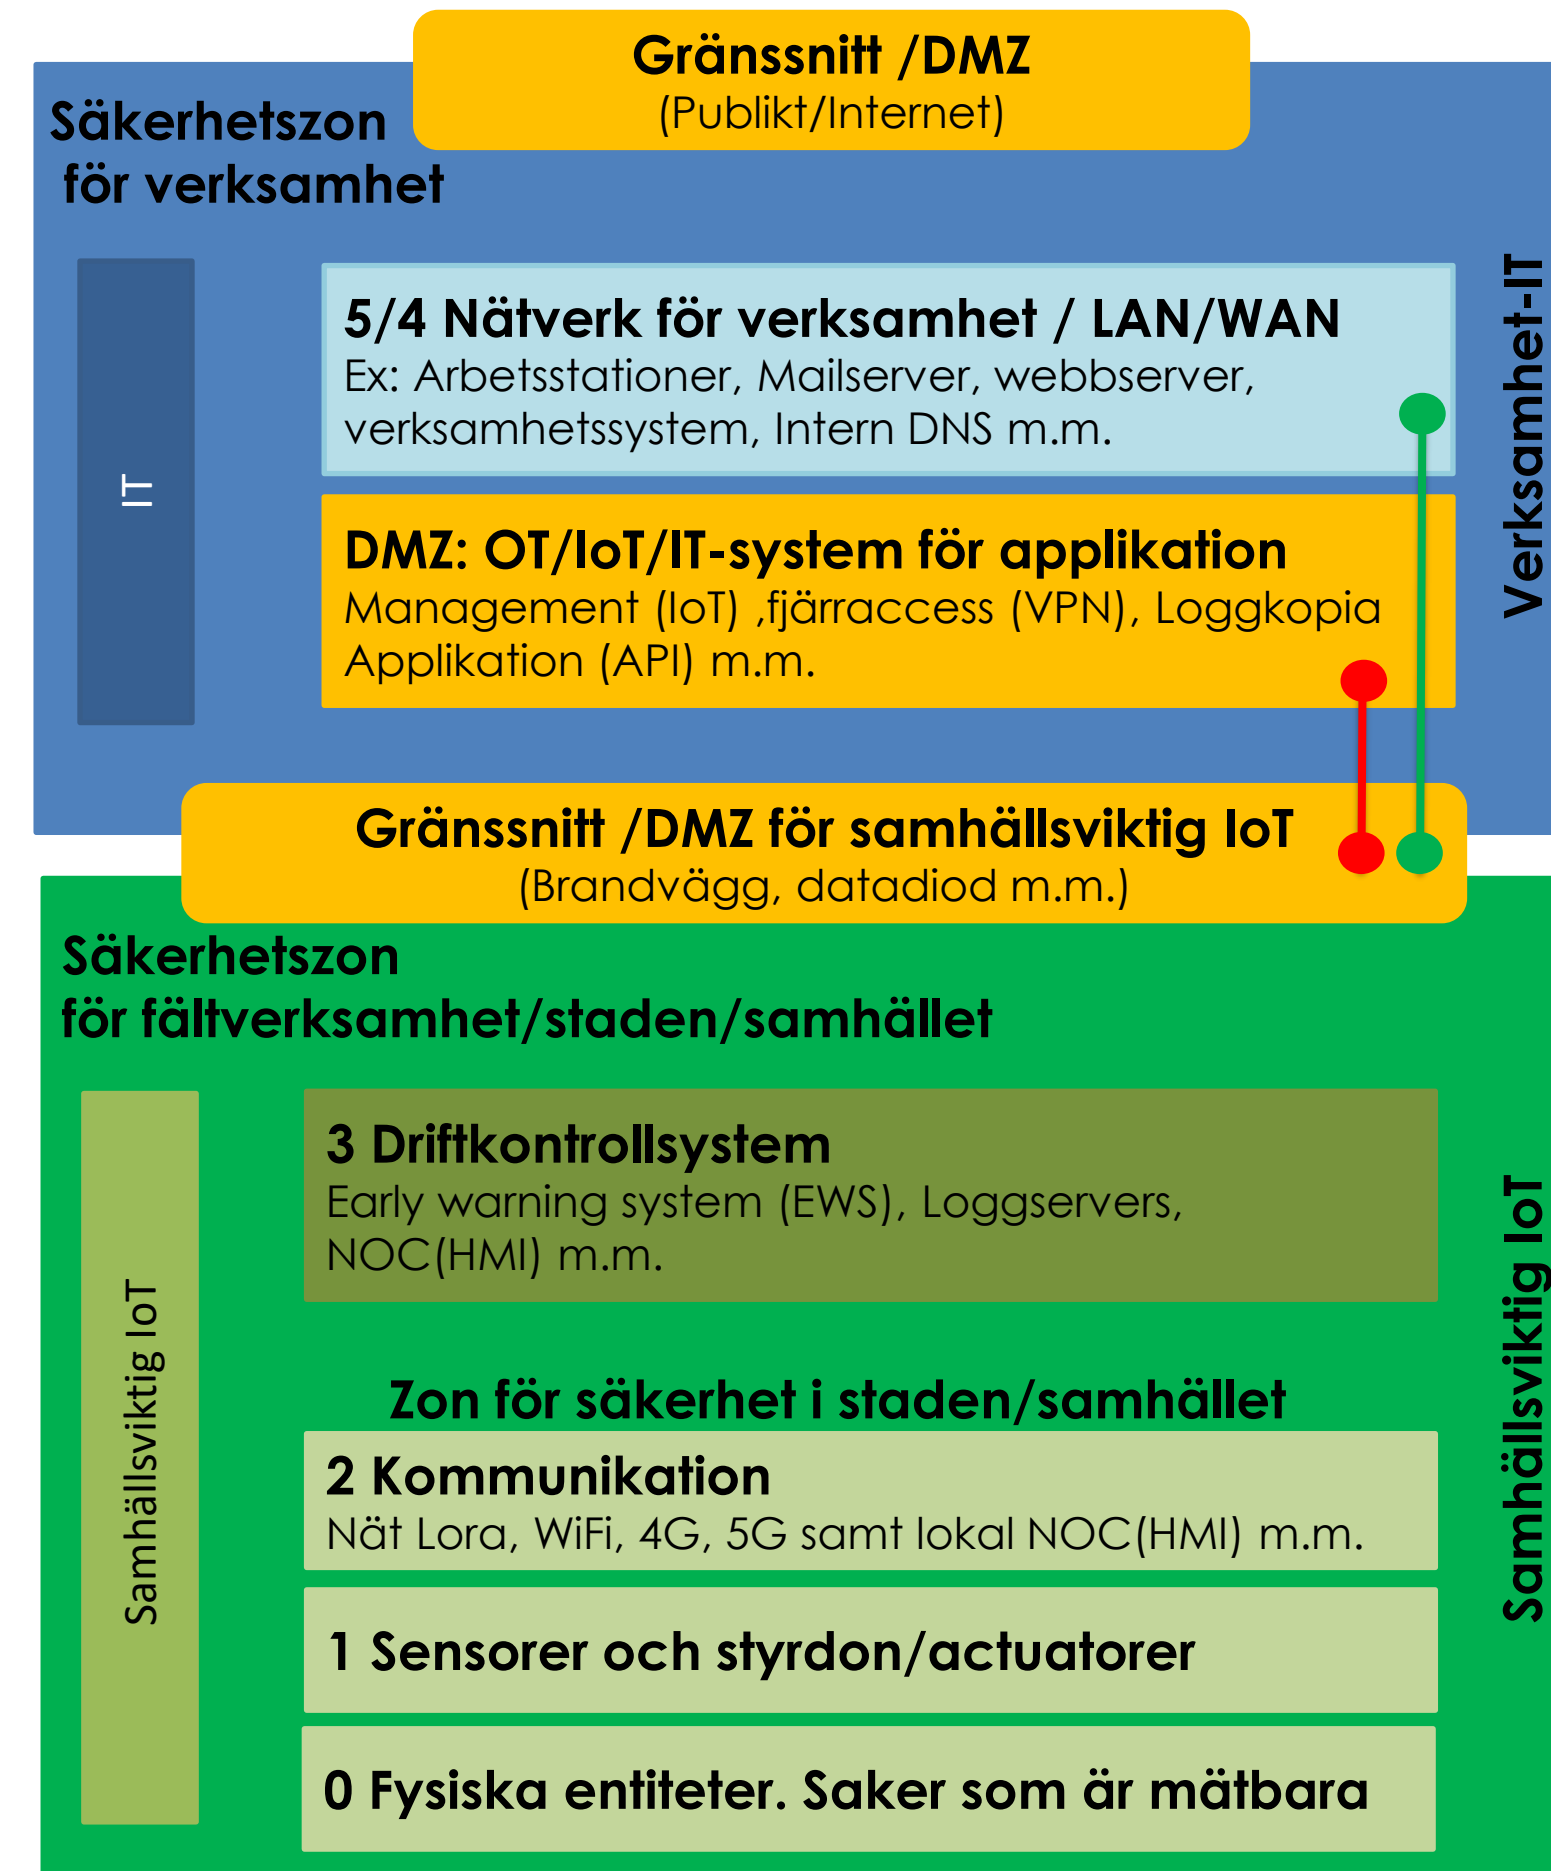 Gränssnitt /DMZ
(Publikt/Internet)
Säkerhetszon
för verksamhet
IT
5/4 Nätverk för verksamhet / LAN/WAN
Ex: Arbetsstationer, Mailserver, webbserver,
verksamhetssystem, Intern DNS m.m.
DMZ: OT/IoT/IT-system för applikation
Management (IoT) ,fjärraccess (VPN), Loggkopia
Applikation (API) m.m.
Verksamhet-IT
Gränssnitt /DMZ för samhällsviktig IoT
(Brandvägg, datadiod m.m.)
Säkerhetszon
för fältverksamhet/staden/samhället
Samhällsviktig IoT
3 Driftkontrollsystem
Early warning system (EWS), Loggservers,
NOC(HMI) m.m.
Zon för säkerhet i staden/samhället
2 Kommunikation
Nät Lora, WiFi, 4G, 5G samt lokal NOC(HMI) m.m.
1 Sensorer och styrdon/actuatorer
0 Fysiska entiteter. Saker som är mätbara
Samhällsviktig IoT